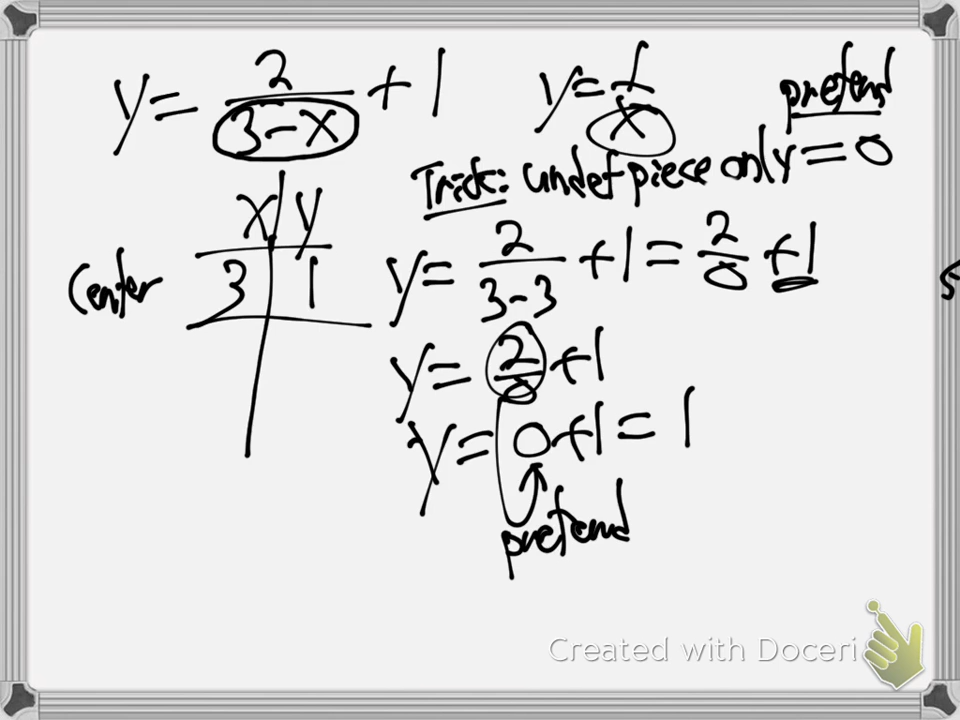 y = 2/(3-x) + 1
y = 1/x
pretend
Trick: undef piece only = 0
x y
Center 3 1
y = 2/(3-3) + 1 = 2/0 + 1
y = 2/0 + 1
y = 0 + 1 = 1
pretend
Created with Doceri